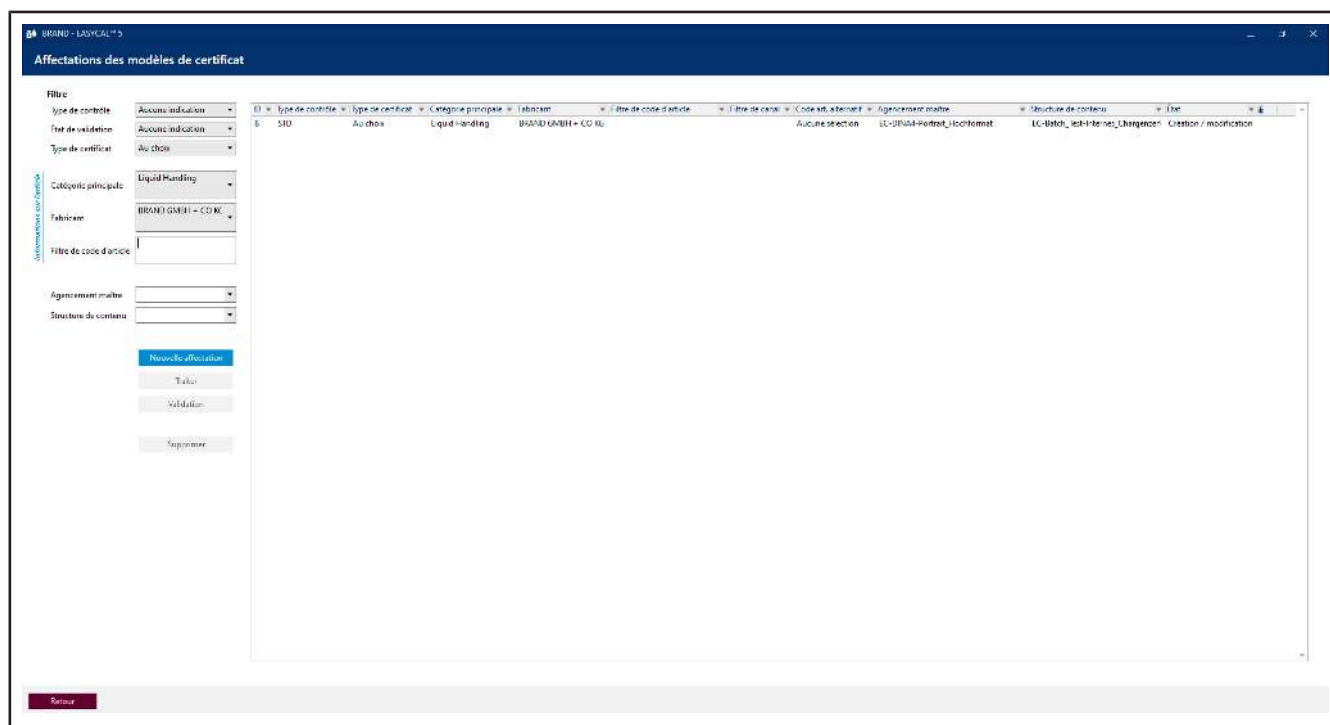 BRAND - EASYCAL™ 5
Affectations des modèles de certificat
Filtre
Type de contrôle Aucune indication
État de validation Aucune indication
Type de certificat Au choix
Informations sur l'article
Catégorie principale Liquid Handling
Fabricant BRAND GMBH + CO KG
Filtre de code d'article
Agencement maître
Structure de contenu
Nouvelle affectation
Traiter
Validation
Supprimer
ID Type de contrôle Type de certificat Catégorie principale Fabricant Filtre de code d'article Filtre de canal Code art. alternatif Agencement maître Structure de contenu État
STD Au choix Liquid Handling BRAND GMBH + CO KG Aucune sélection EC-DINA4-Portrait_Hochformat EC-Batch_Test-Internes_Chargenzert Création / modification
Retour